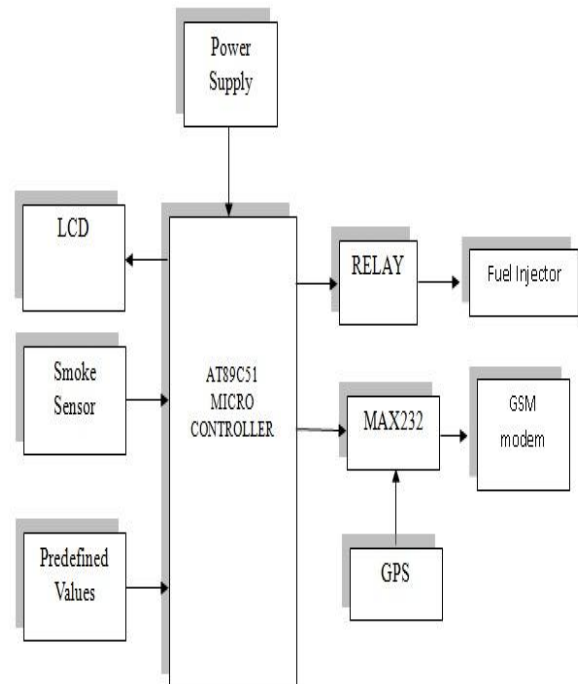 Power
Supply
LCD
RELAY
Fuel Injector
Smoke
Sensor
AT89C51
MICRO
CONTROLLER
MAX232
GSM
modem
Predefined
Values
GPS